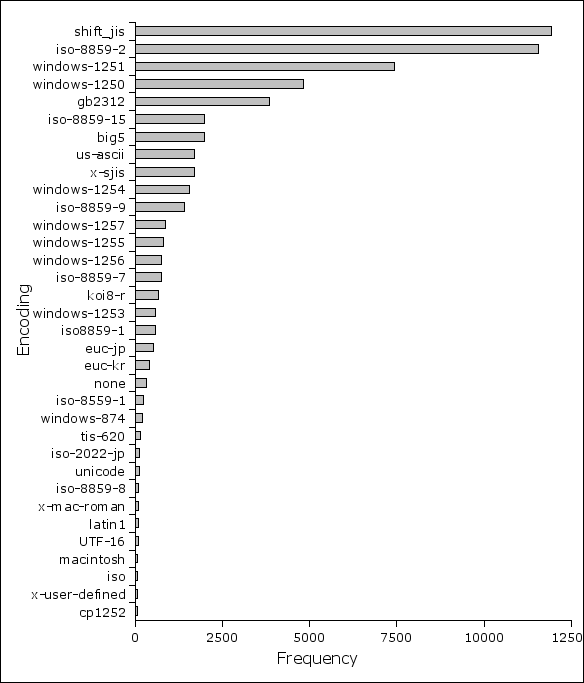 shift_jis
iso-8859-2
windows-1251
windows-1250
gb2312
iso-8859-15
big5
us-ascii
x-sjis
windows-1254
iso-8859-9
windows-1257
windows-1255
windows-1256
iso-8859-7
koi8-r
windows-1253
iso8859-1
euc-jp
euc-kr
none
iso-8559-1
windows-874
tis-620
iso-2022-jp
unicode
iso-8859-8
x-mac-roman
latin1
UTF-16
macintosh
iso
x-user-defined
cp1252
Encoding
0 2500 5000 7500 10000 1250
Frequency